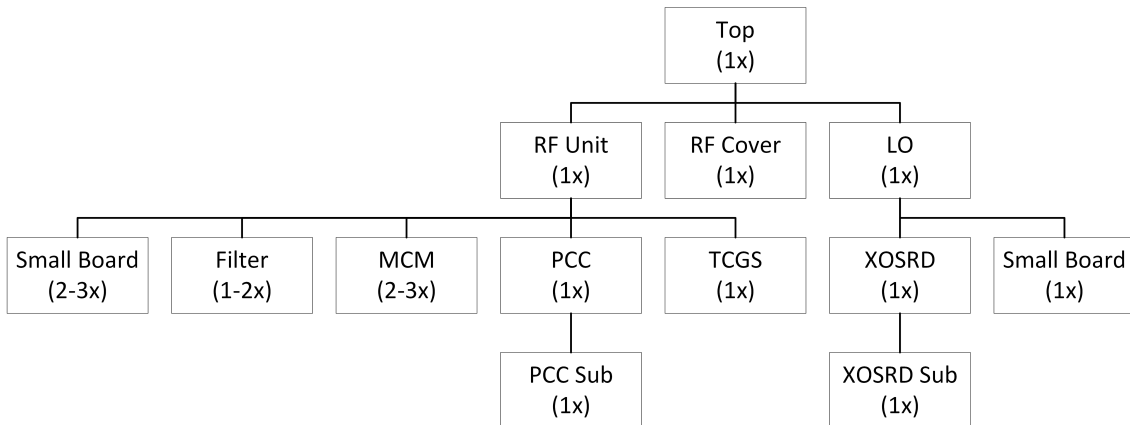 Top
(1x)
RF Unit
(1x)
RF Cover
(1x)
LO
(1x)
Small Board
(2-3x)
Filter
(1-2x)
MCM
(2-3x)
PCC
(1x)
TCGS
(1x)
XOSRD
(1x)
Small Board
(1x)
PCC Sub
(1x)
XOSRD Sub
(1x)